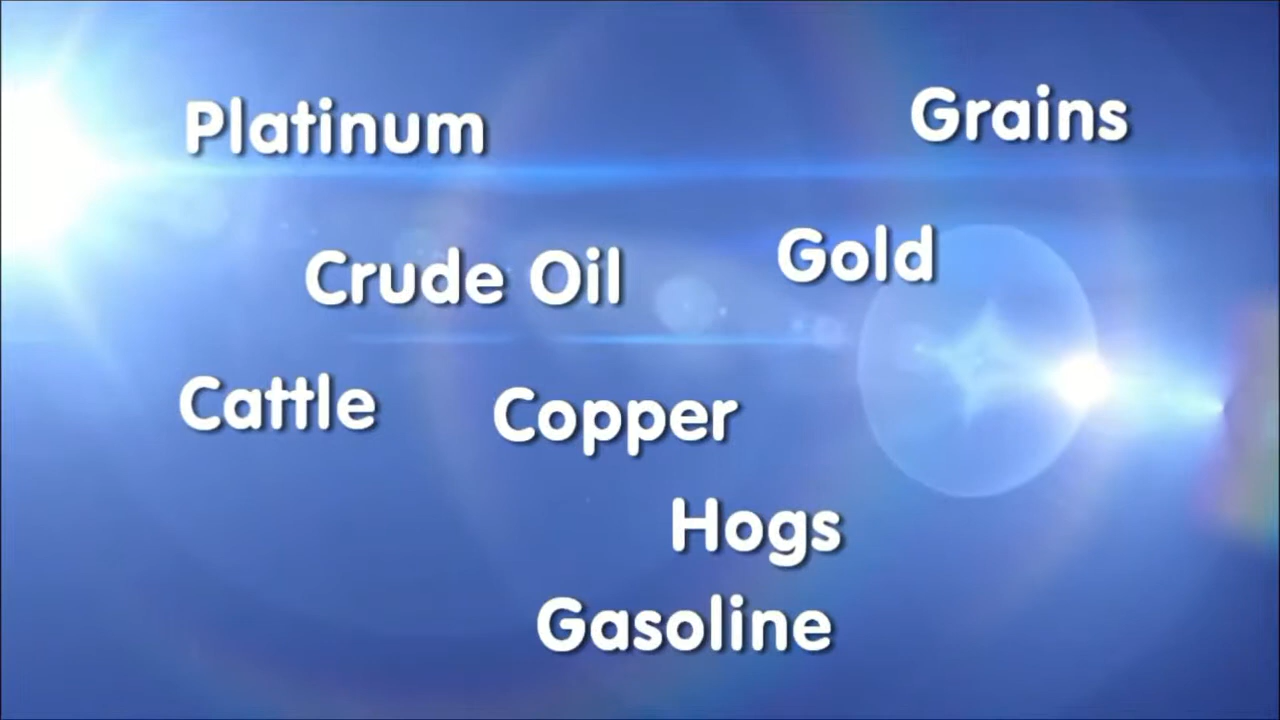 Platinum
Grains
Crude Oil
Gold
Cattle
Copper
Hogs
Gasoline